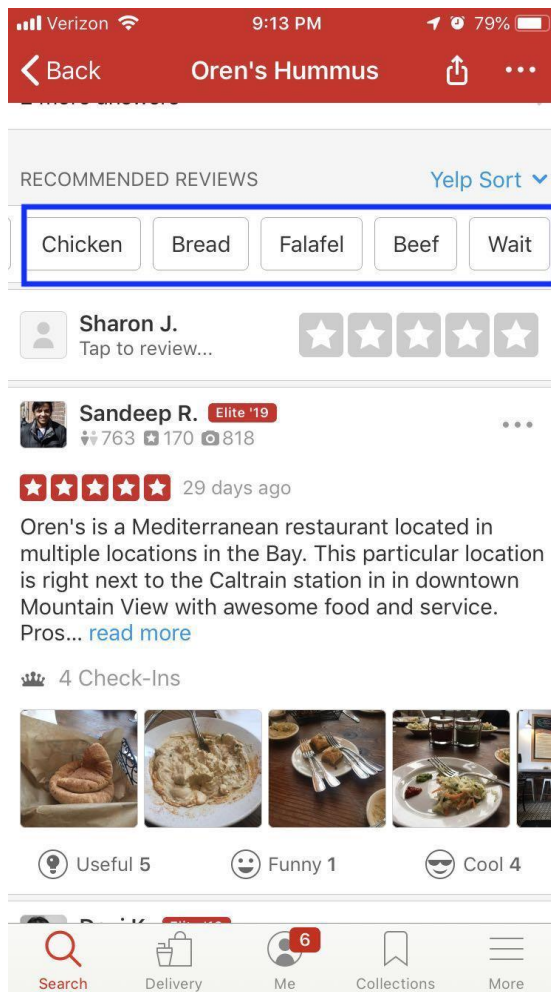 Verizon 9:13 PM 79%
Back Oren's Hummus
2 more answers
RECOMMENDED REVIEWS Yelp Sort
Chicken Bread Falafel Beef Wait
Sharon J.
Tap to review...
Sandeep R. Elite '19
763 170 818
29 days ago
Oren's is a Mediterranean restaurant located in
multiple locations in the Bay. This particular location
is right next to the Caltrain station in in downtown
Mountain View with awesome food and service.
Pros... read more
4 Check-Ins
Useful 5 Funny 1 Cool 4
6
Search Delivery Me Collections More